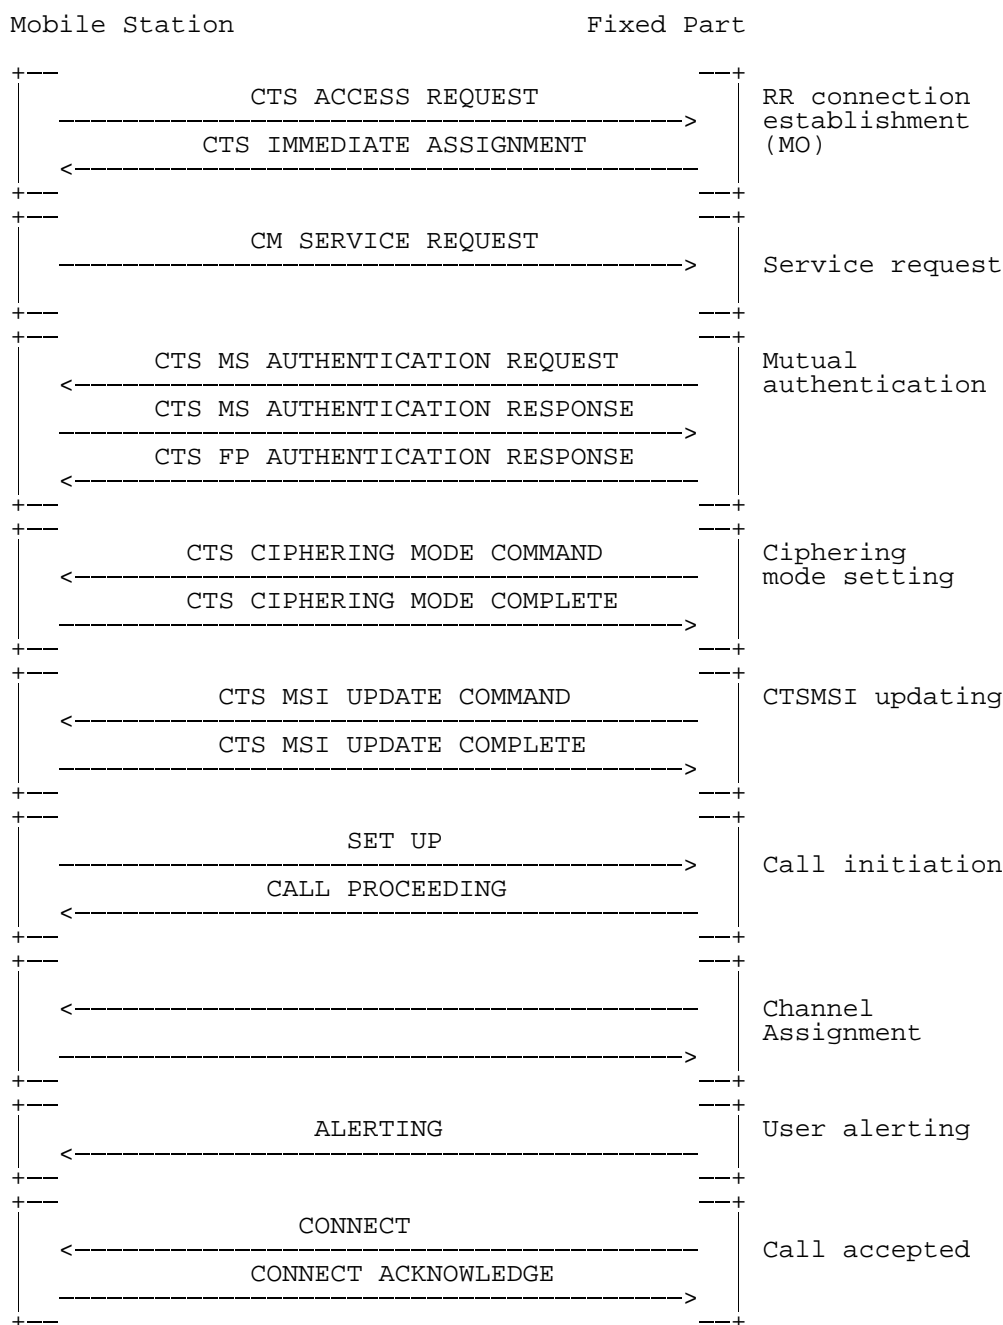 Mobile Station Fixed Part
CTS ACCESS REQUEST RR connection
establishment
CTS IMMEDIATE ASSIGNMENT (MO)
CM SERVICE REQUEST
Service request
CTS MS AUTHENTICATION REQUEST Mutual
authentication
CTS MS AUTHENTICATION RESPONSE
CTS FP AUTHENTICATION RESPONSE
CTS CIPHERING MODE COMMAND Ciphering
mode setting
CTS CIPHERING MODE COMPLETE
CTS MSI UPDATE COMMAND CTSMSI updating
CTS MSI UPDATE COMPLETE
SET UP
Call initiation
CALL PROCEEDING
Channel
Assignment
ALERTING User alerting
CONNECT
Call accepted
CONNECT ACKNOWLEDGE